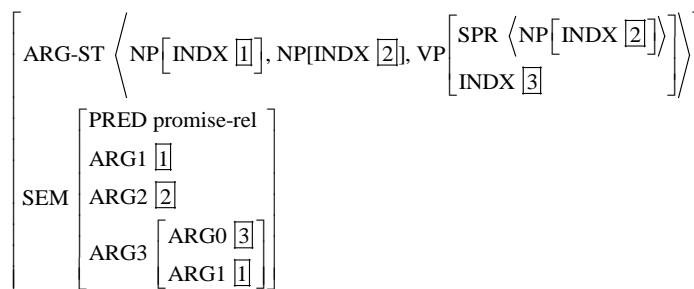 ARG-ST ⟨NP[INDX 1], NP[INDX 2], VP[SPR ⟨NP[INDX 2]⟩
INDX 3]⟩
SEM [PRED promise-rel
ARG1 1
ARG2 2
ARG3 [ARG0 3
ARG1 1]]